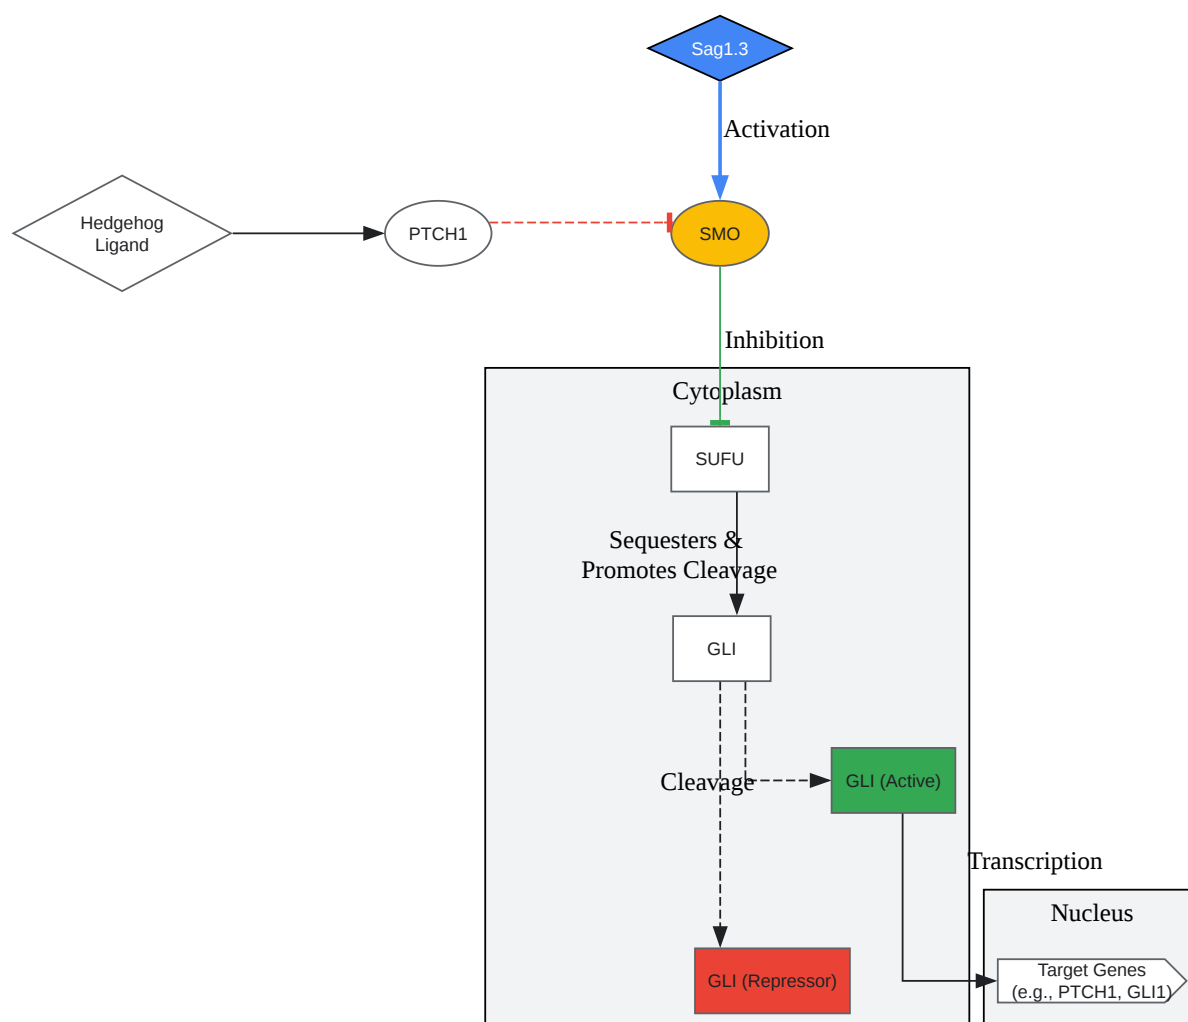 Sag1.3
Activation
Hedgehog
Ligand
PTCH1
SMO
Inhibition
Cytoplasm
SUFU
Sequesters &
Promotes Cleavage
GLI
Cleavage
GLI (Active)
Transcription
Nucleus
GLI (Repressor)
Target Genes
(e.g., PTCH1, GLI1)